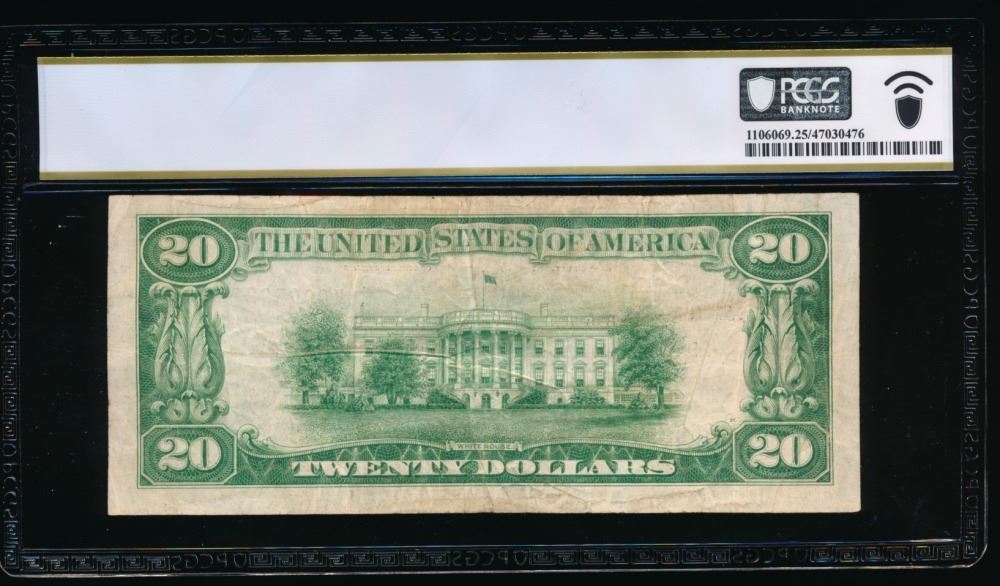 PCGS
BANKNOTE
1106069.25/47030476
20 THE UNITED STATES OF AMERICA 20
WHITE HOUSE
20 TWENTY DOLLARS 20